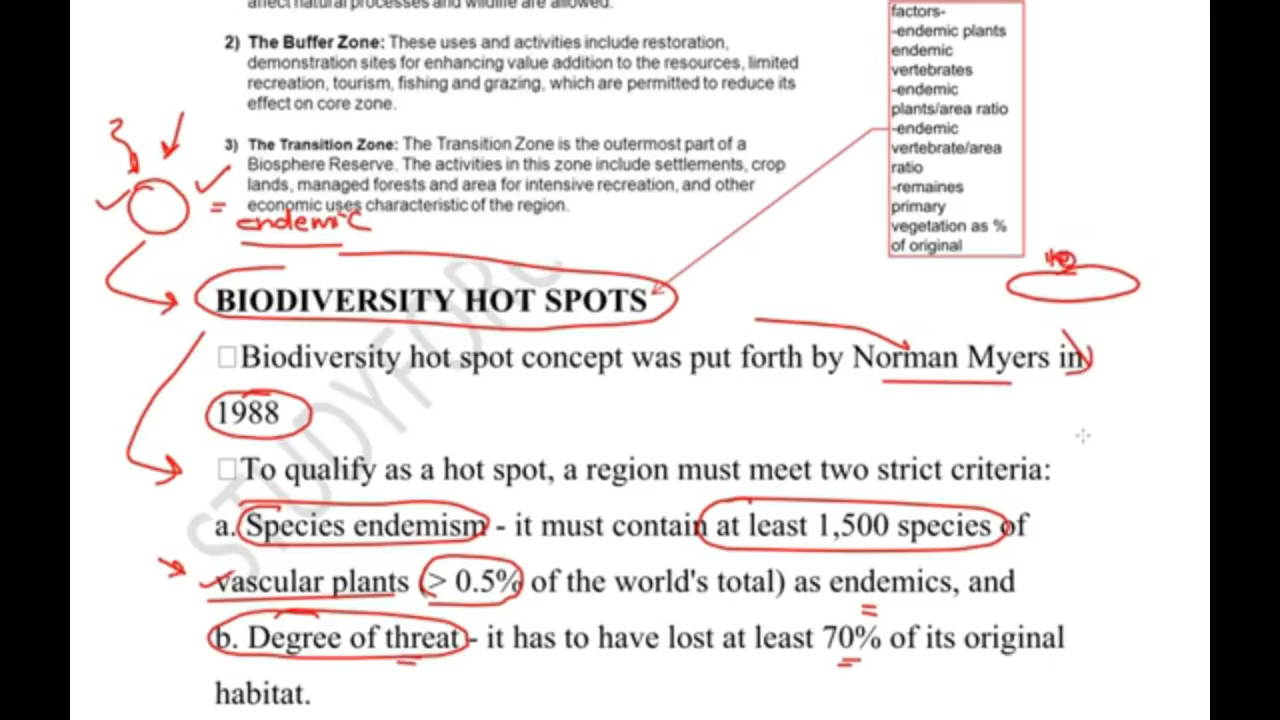 affect natural processes and wildlife are allowed.
2) The Buffer Zone: These uses and activities include restoration,
demonstration sites for enhancing value addition to the resources, limited
recreation, tourism, fishing and grazing, which are permitted to reduce its
effect on core zone.
3) The Transition Zone: The Transition Zone is the outermost part of a
Biosphere Reserve. The activities in this zone include settlements, crop
lands, managed forests and area for intensive recreation, and other
economic uses characteristic of the region.
endemic
factors-
-endemic plants
endemic
vertebrates
-endemic
plants/area ratio
-endemic
vertebrate/area
ratio
-remaines
primary
vegetation as %
of original
BIODIVERSITY HOT SPOTS
Biodiversity hot spot concept was put forth by Norman Myers in
1988
To qualify as a hot spot, a region must meet two strict criteria:
a. Species endemism - it must contain at least 1,500 species of
vascular plants (> 0.5% of the world's total) as endemics, and
b. Degree of threat - it has to have lost at least 70% of its original
habitat.
STUDYFORC